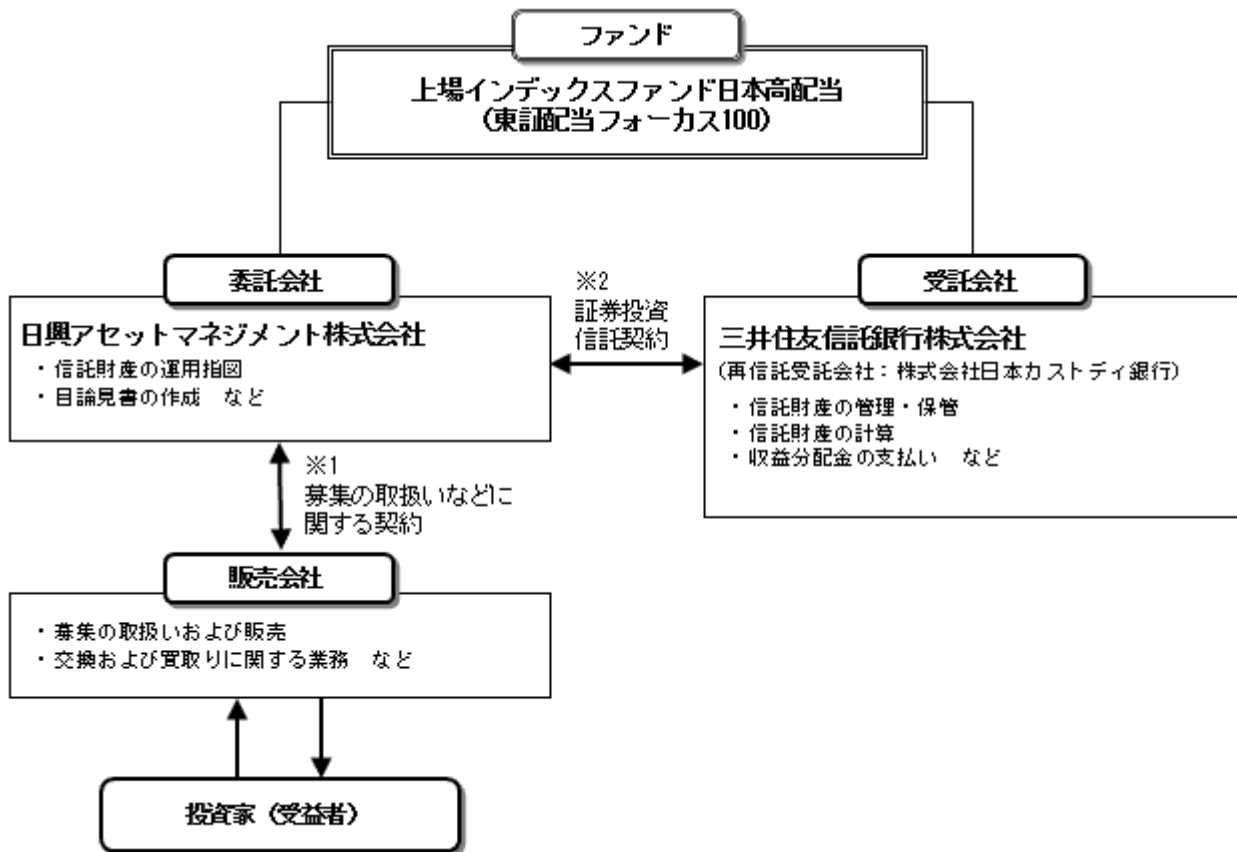 ファンド
上場インデックスファンド日本高配当
(東証配当フォーカス100)
委託会社
日興アセットマネジメント株式会社
・信託財産の運用指図
・目論見書の作成　など
※2
証券投資
信託契約
受託会社
三井住友信託銀行株式会社
(再信託受託会社：株式会社日本カストディ銀行)
・信託財産の管理・保管
・信託財産の計算
・収益分配金の支払い　など
※1
募集の取扱いなどに
関する契約
販売会社
・募集の取扱いおよび販売
・交換および買取りに関する業務　など
投資家（受益者）